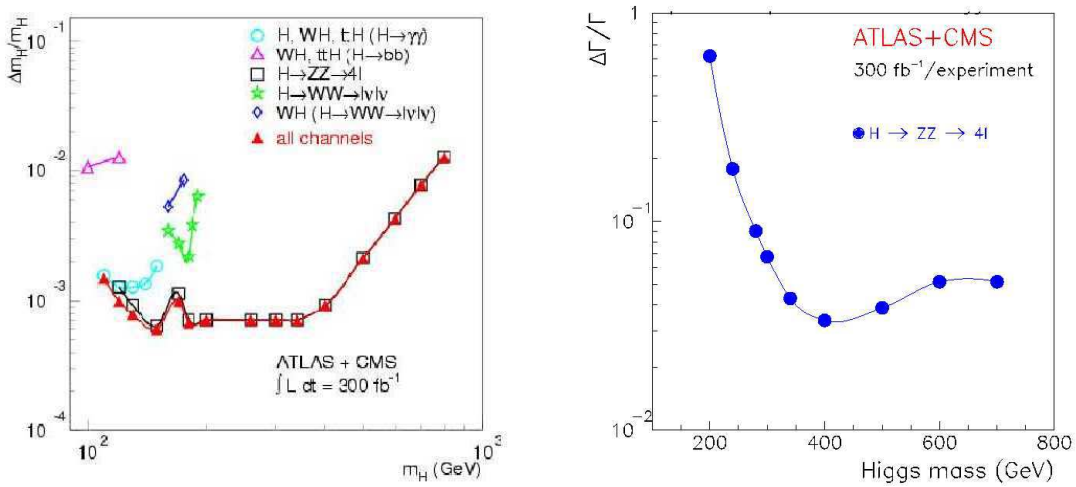 Δm_H/m_H
10^-1
10^-2
10^-3
10^-4
H, WH, ttH (H→γγ)
WH, ttH (H→bb)
H→ZZ→4l
H→WW→lνlν
WH (H→WW→lνlν)
all channels
ATLAS + CMS
∫ L dt = 300 fb^-1
10^2
10^3
m_H (GeV)
ΔΓ/Γ
1
10^-1
10^-2
ATLAS+CMS
300 fb^-1/experiment
H → ZZ → 4l
200 400 600 800
Higgs mass (GeV)